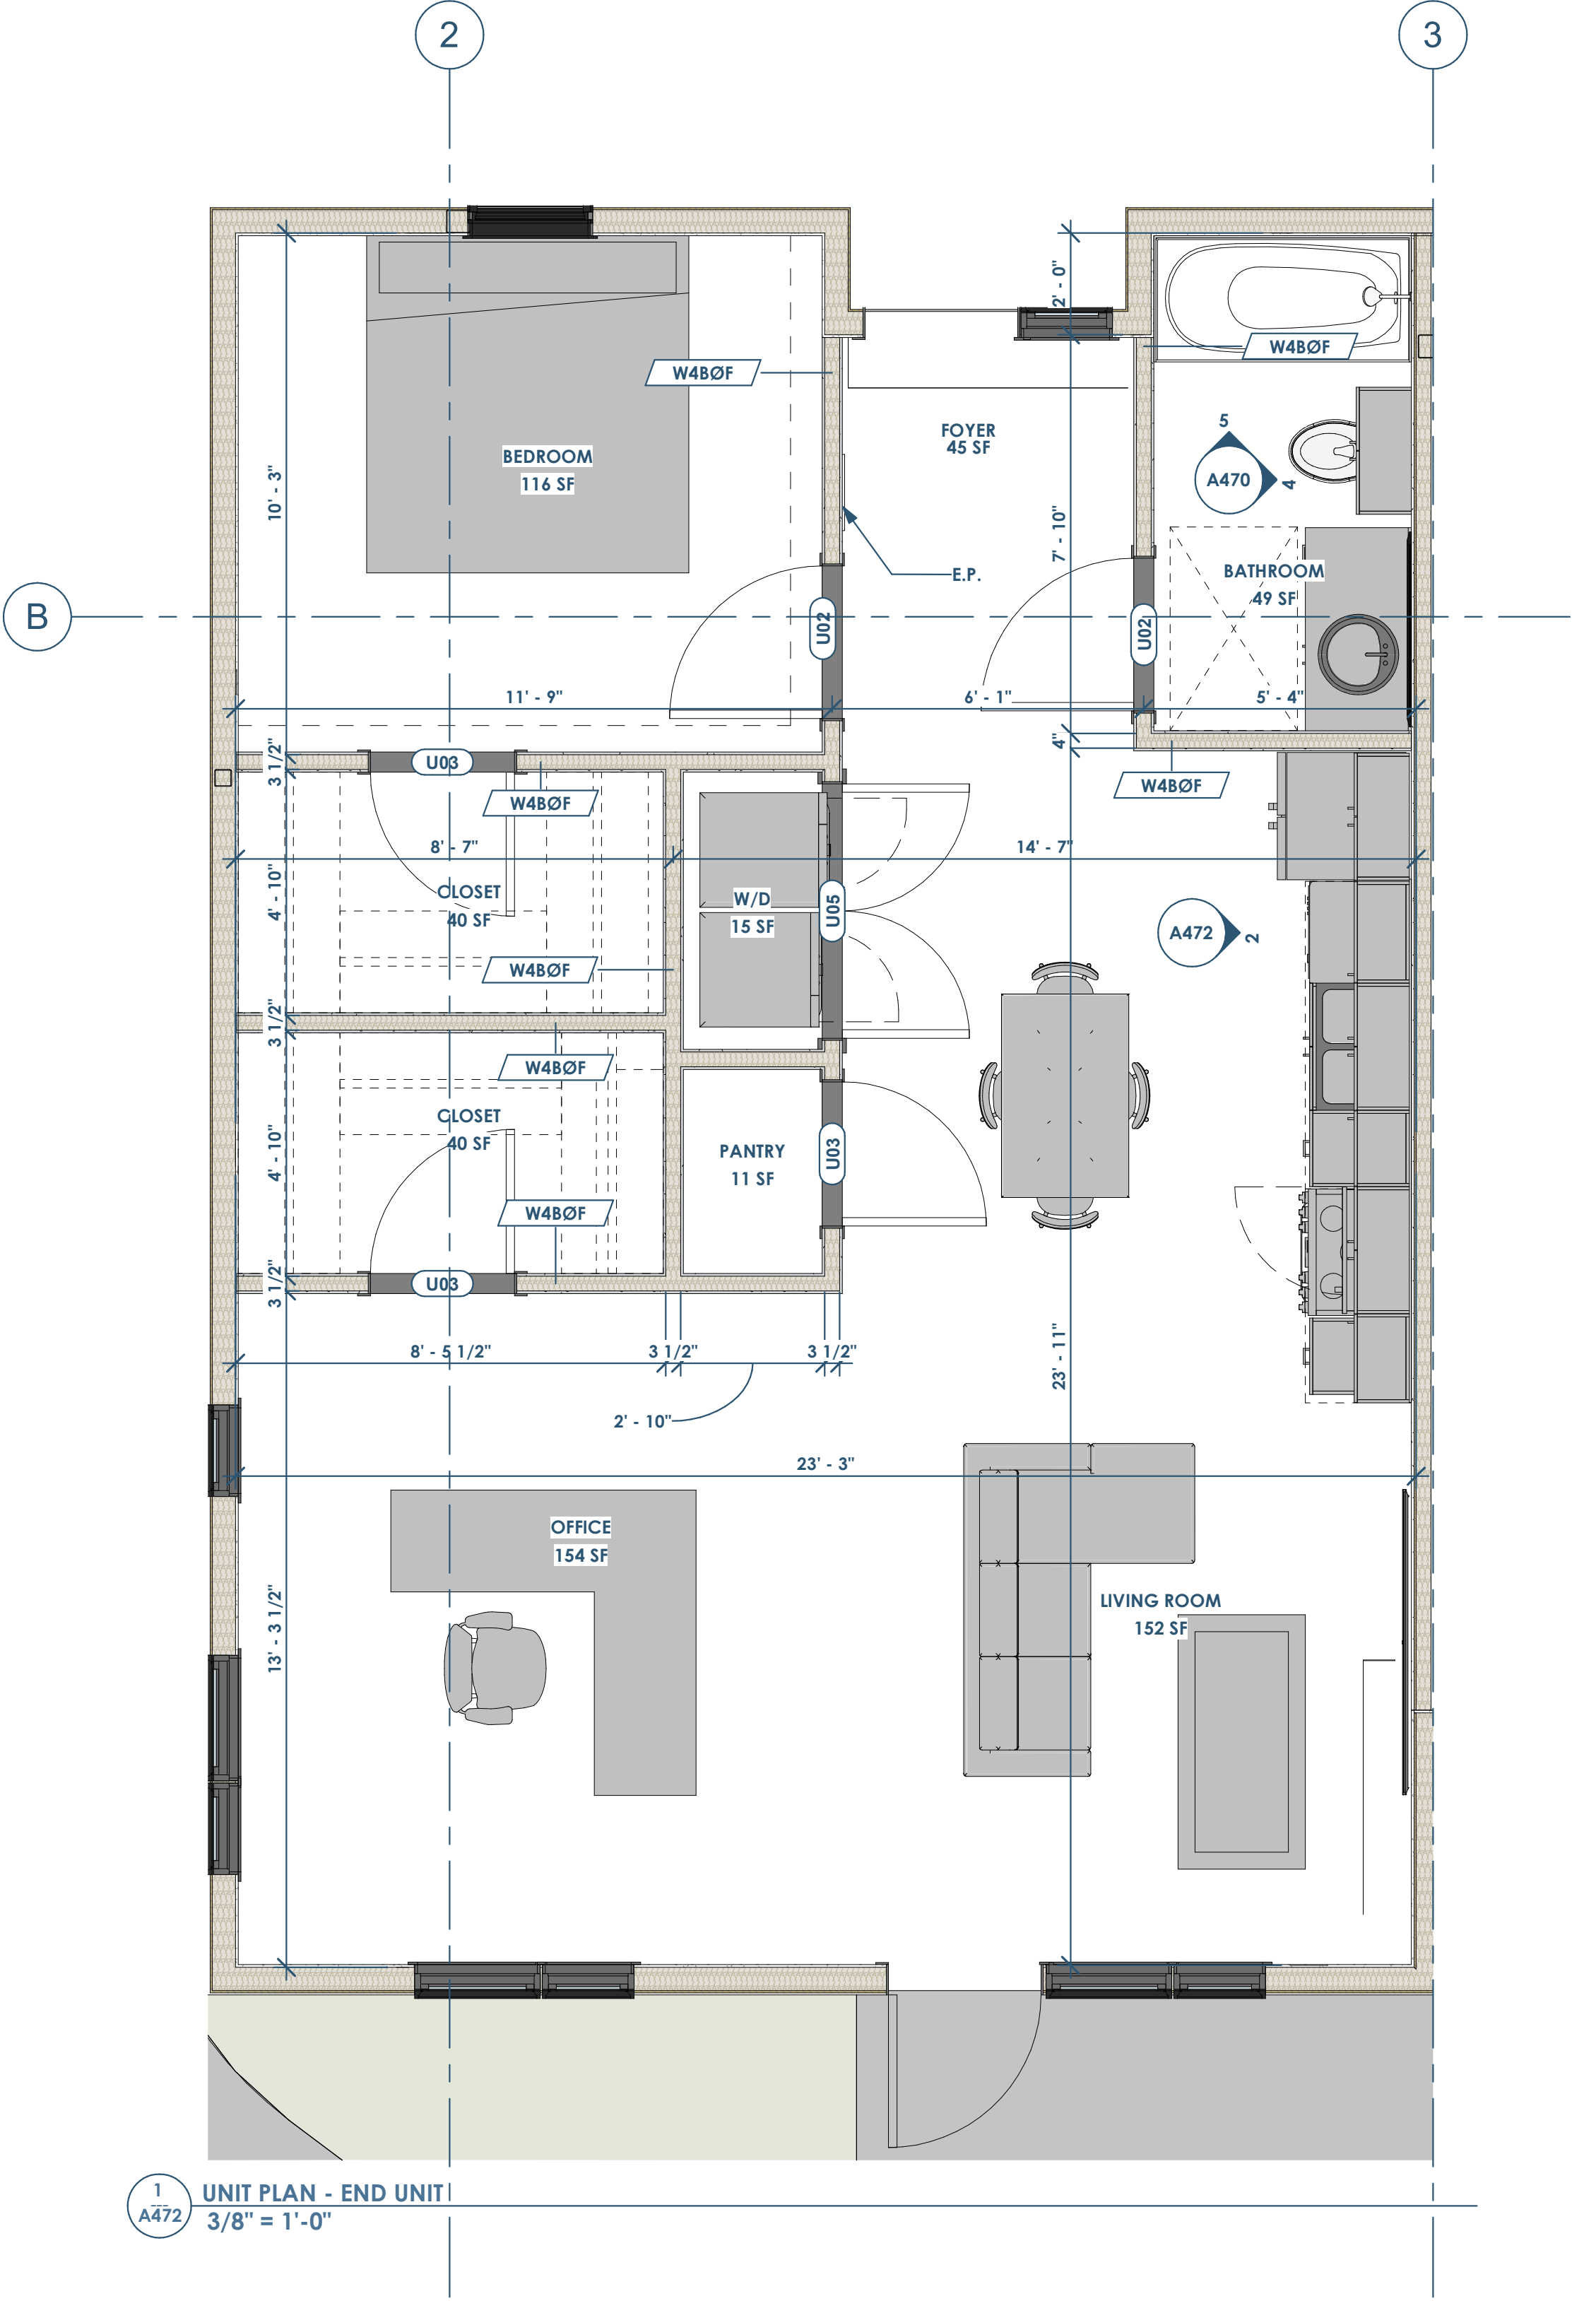 2
3
2' - 0"
W4BØF
W4BØF
FOYER
45 SF
5
BEDROOM
116 SF
A470
4
10' - 3"
7' - 10"
E.P.
BATHROOM
49 SF
B
U02
U02
11' - 9"
6' - 1"
5' - 4"
4"
3 1/2"
U03
W4BØF
W4BØF
8' - 7"
14' - 7"
4' - 10"
CLOSET
40 SF
W/D
15 SF
U05
A472
2
W4BØF
3 1/2"
W4BØF
CLOSET
40 SF
4' - 10"
PANTRY
11 SF
U03
W4BØF
3 1/2"
U03
8' - 5 1/2"
3 1/2"
3 1/2"
23' - 11"
2' - 10"
23' - 3"
OFFICE
154 SF
13' - 3 1/2"
LIVING ROOM
152 SF
1
---
A472
UNIT PLAN - END UNIT
3/8" = 1'-0"